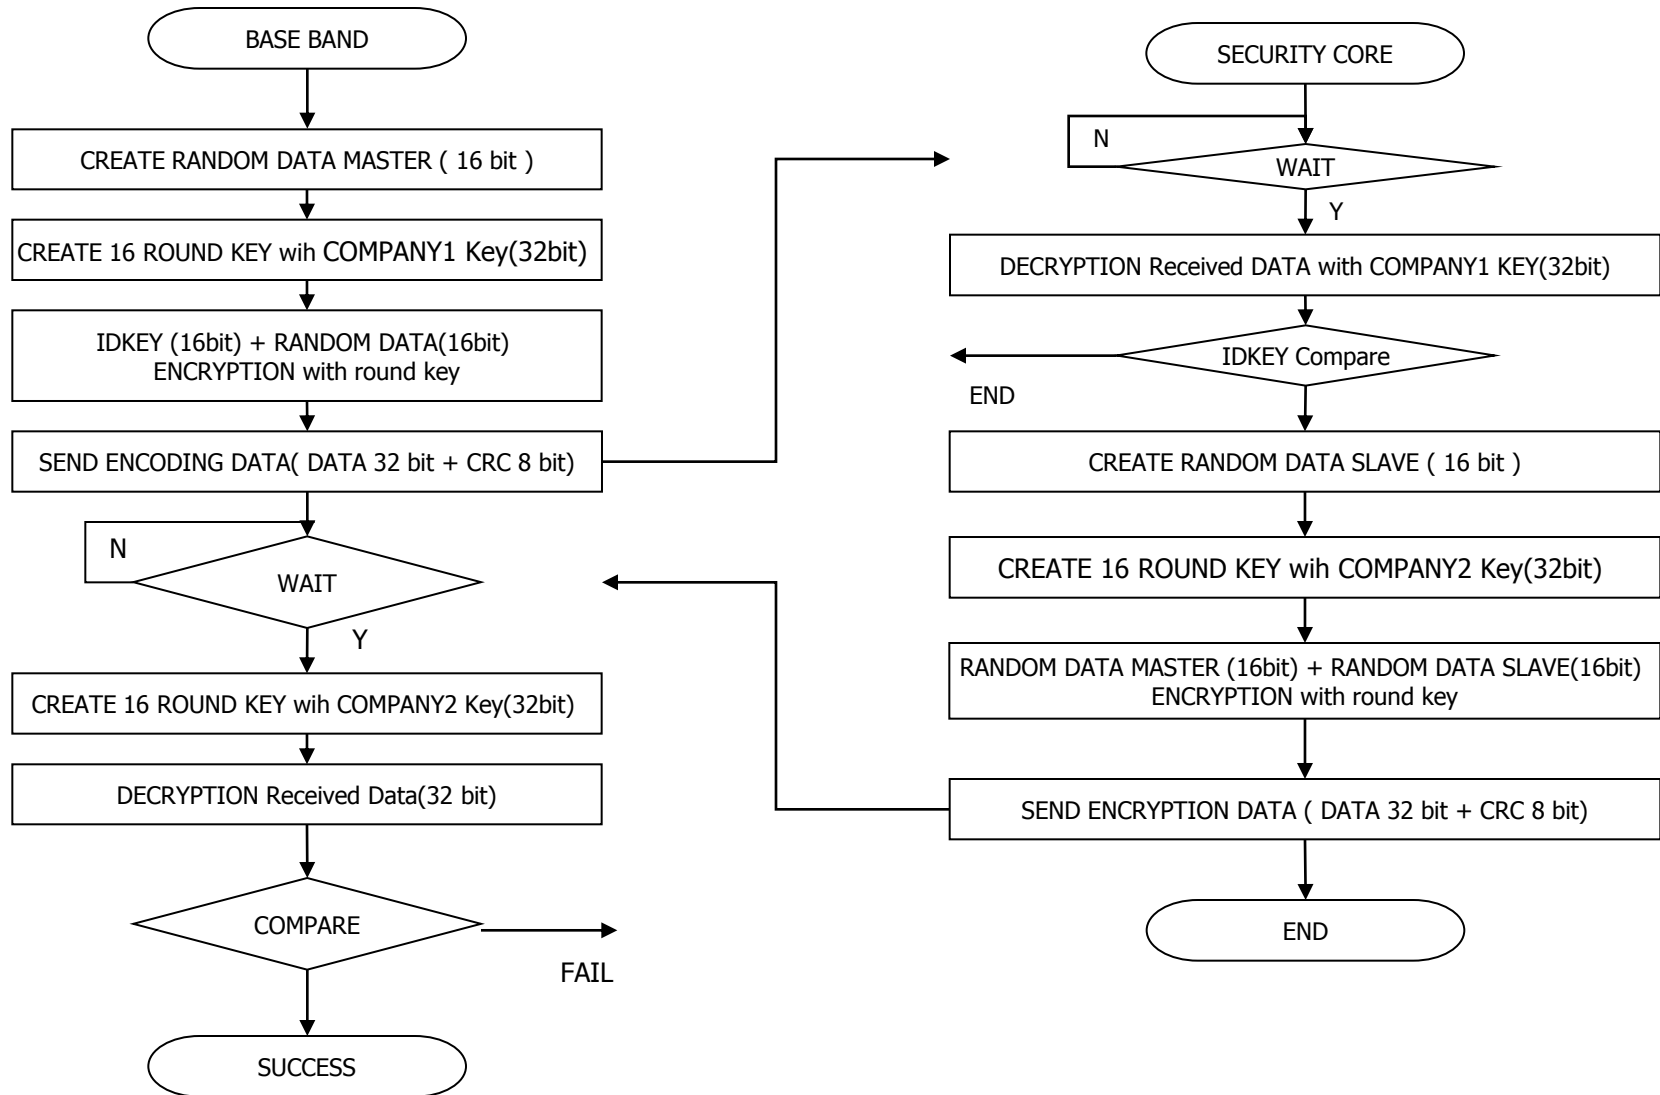 BASE BAND
CREATE RANDOM DATA MASTER ( 16 bit )
CREATE 16 ROUND KEY wih COMPANY1 Key(32bit)
IDKEY (16bit) + RANDOM DATA(16bit)
ENCRYPTION with round key
SEND ENCODING DATA( DATA 32 bit + CRC 8 bit)
N
WAIT
Y
CREATE 16 ROUND KEY wih COMPANY2 Key(32bit)
DECRYPTION Received Data(32 bit)
COMPARE
FAIL
SUCCESS
SECURITY CORE
N
WAIT
Y
DECRYPTION Received DATA with COMPANY1 KEY(32bit)
IDKEY Compare
END
CREATE RANDOM DATA SLAVE ( 16 bit )
CREATE 16 ROUND KEY wih COMPANY2 Key(32bit)
RANDOM DATA MASTER (16bit) + RANDOM DATA SLAVE(16bit)
ENCRYPTION with round key
SEND ENCRYPTION DATA ( DATA 32 bit + CRC 8 bit)
END